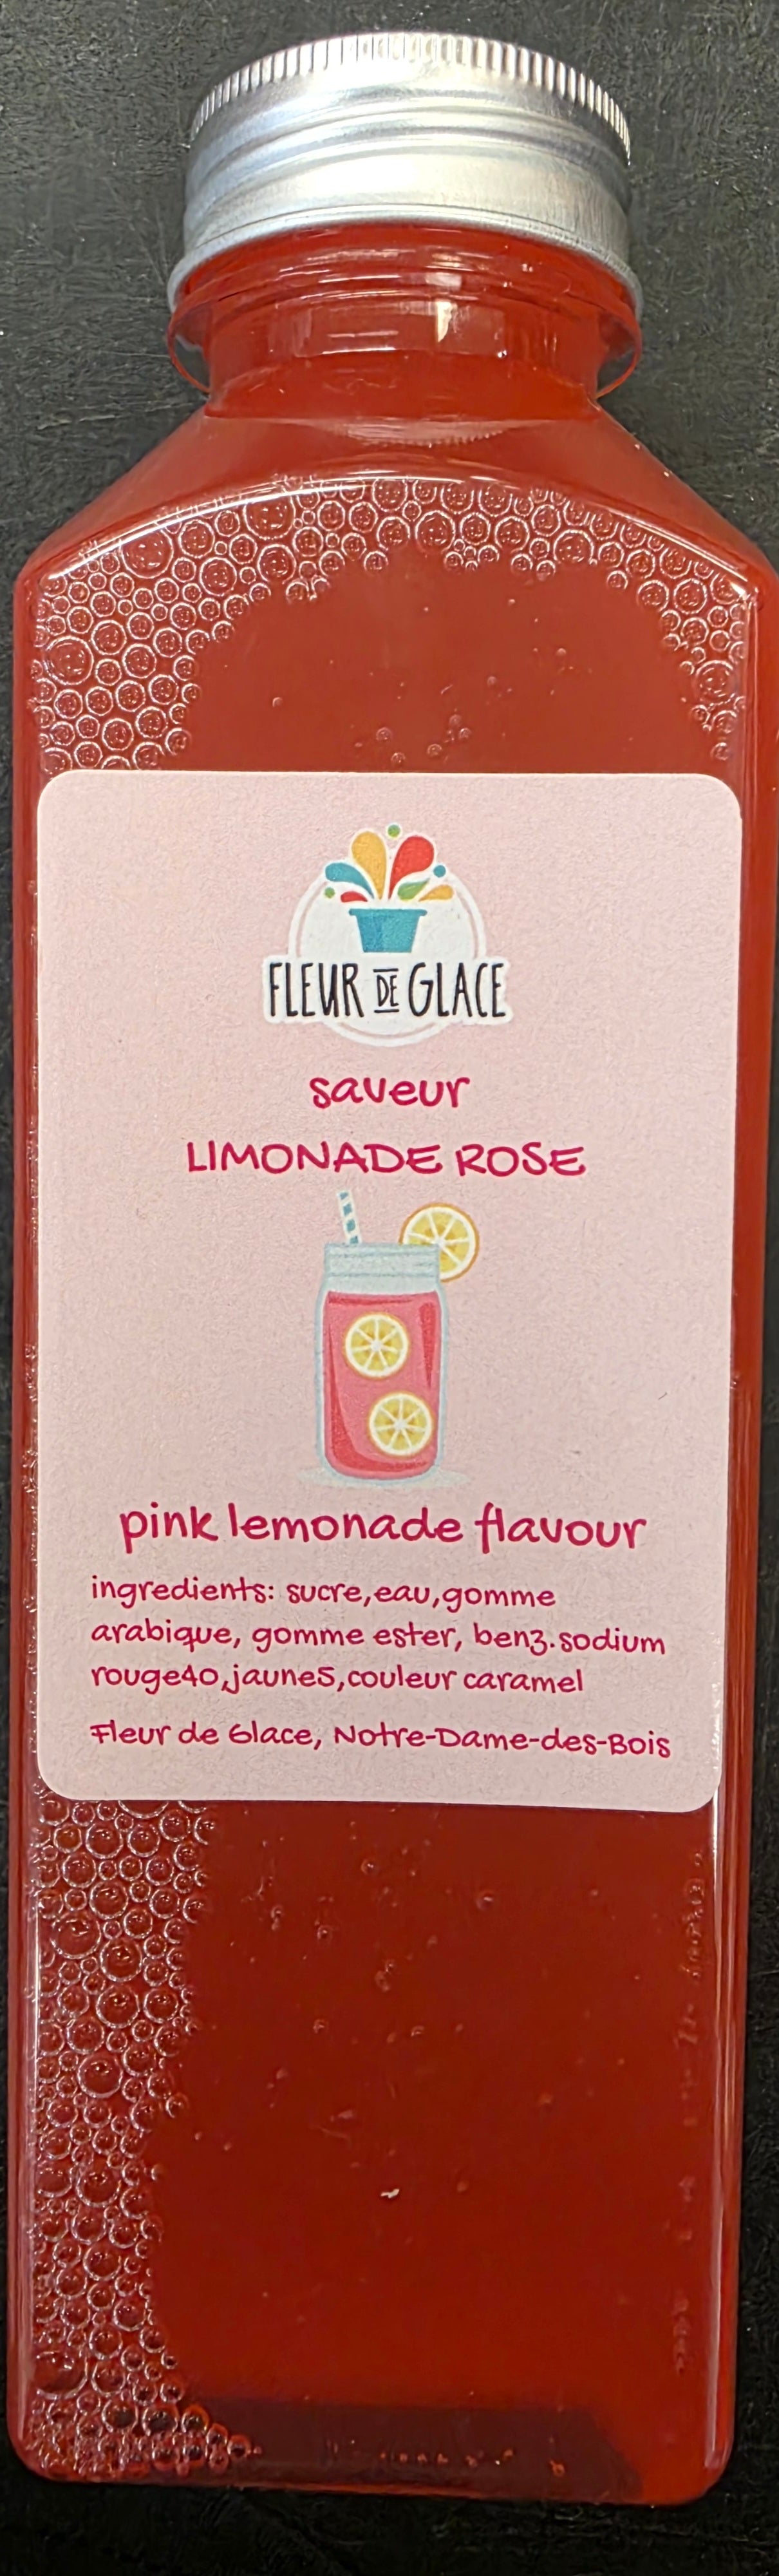 FLEUR DE GLACE
saveur
LIMONADE ROSE
pink lemonade flavour
ingredients: sucre,eau,gomme
arabique, gomme ester, benz.sodium
rouge40,jaune5,couleur caramel
Fleur de Glace, Notre-Dame-des-Bois